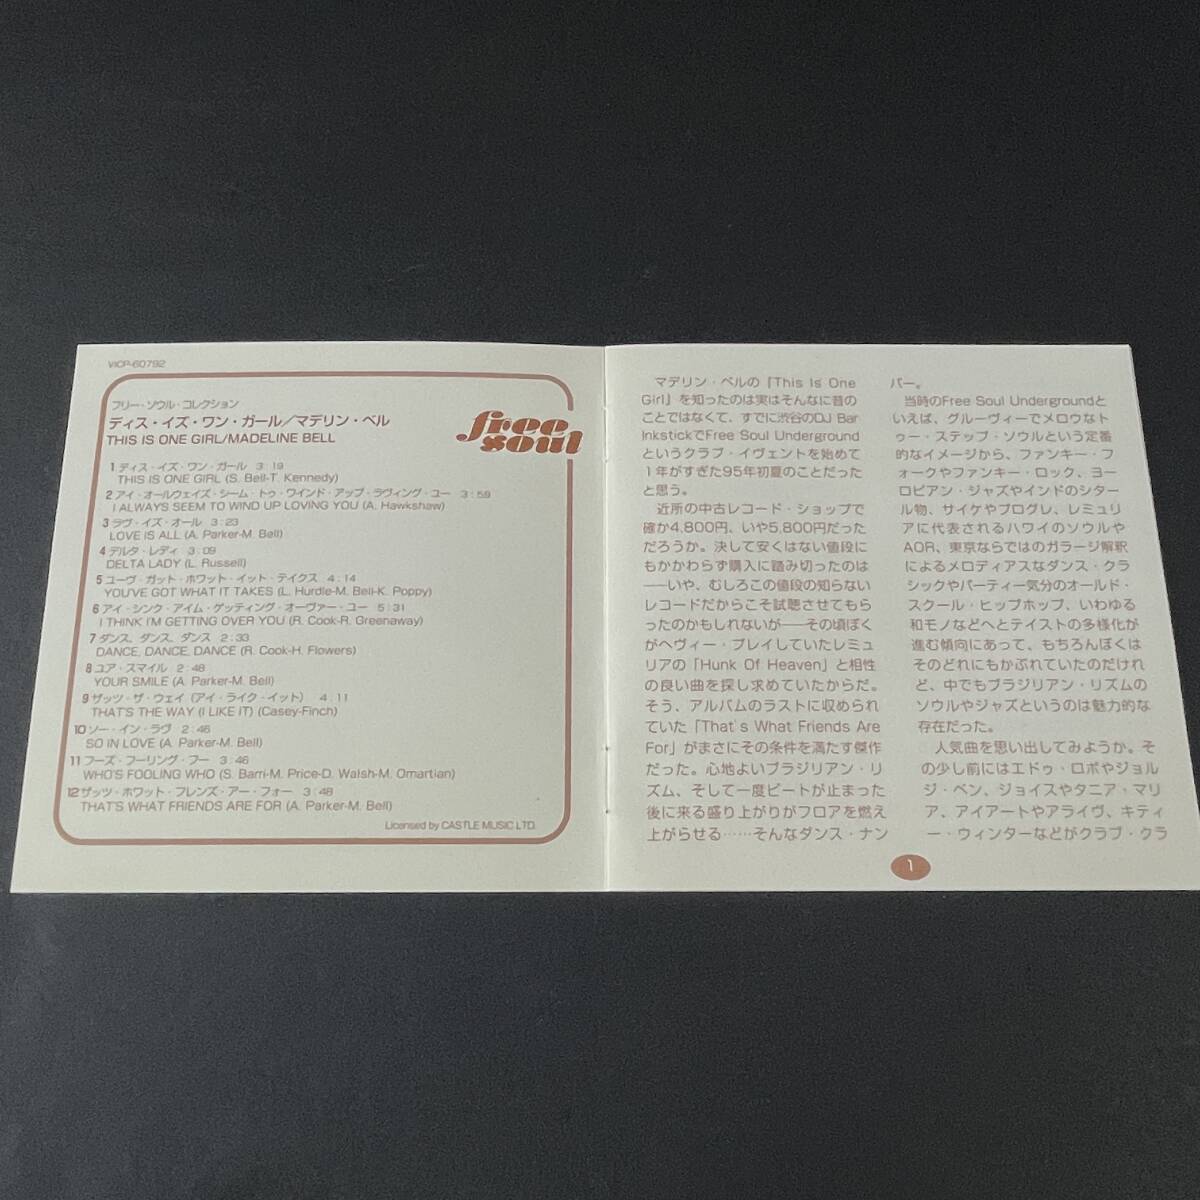 VICP-60792
フリー・ソウル・コレクション
ディス・イズ・ワン・ガール／マデリン・ベル
THIS IS ONE GIRL/MADELINE BELL
free
soul
1 ディス・イズ・ワン・ガール 3:19
THIS IS ONE GIRL (S. Bell-T. Kennedy)
2 アイ・オールウェイズ・シーム・トゥ・ワインド・アップ・ラヴィング・ユー 3:59
I ALWAYS SEEM TO WIND UP LOVING YOU (A. Hawkshaw)
3 ラヴ・イズ・オール 3:23
LOVE IS ALL (A. Parker-M. Bell)
4 デルタ・レディ 3:09
DELTA LADY (L. Russell)
5 ユーヴ・ガット・ホワット・イット・テイクス 4:14
YOU'VE GOT WHAT IT TAKES (L. Hurdle-M. Bell-K. Poppy)
6 アイ・シンク・アイム・ゲッティング・オーヴァー・ユー 5:31
I THINK I'M GETTING OVER YOU (R. Cook-R. Greenaway)
7 ダンス、ダンス、ダンス 2:33
DANCE, DANCE, DANCE (R. Cook-H. Flowers)
8 ユア・スマイル 2:48
YOUR SMILE (A. Parker-M. Bell)
9 ザッツ・ザ・ウェイ（アイ・ライク・イット） 4:11
THAT'S THE WAY (I LIKE IT) (Casey-Finch)
10 ソー・イン・ラヴ 2:46
SO IN LOVE (A. Parker-M. Bell)
11 フーズ・フーリング・フー 3:46
WHO'S FOOLING WHO (S. Barri-M. Price-D. Walsh-M. Omartian)
12 ザッツ・ホワット・フレンズ・アー・フォー 3:48
THAT'S WHAT FRIENDS ARE FOR (A. Parker-M. Bell)
Licensed by CASTLE MUSIC LTD.
マデリン・ベルの「This Is One
Girl」を知ったのは実はそんなに昔の
ことではなくて、すでに渋谷のDJ Bar
InkstickでFree Soul Underground
というクラブ・イヴェントを始めて
1年がすぎた95年初夏のことだった
と思う。
近所の中古レコード・ショップで
確か4,800円、いや5,800円だった
だろうか。決して安くはない値段に
もかかわらず購入に踏み切ったのは
――いや、むしろこの値段の知らない
レコードだからこそ試聴させてもら
ったのかもしれないが――その頃ぼく
がヘヴィー・プレイしていたレミュ
リアの「Hunk Of Heaven」と相性
の良い曲を探し求めていたからだ。
そう、アルバムのラストに収められ
ていた「That's What Friends Are
For」がまさにその条件を満たす傑作
だった。心地よいブラジリアン・リ
ズム、そして一度ビートが止まった
後に来る盛り上がりがフロアを燃え
上がらせる……そんなダンス・ナン
バー。
当時のFree Soul Undergroundと
いえば、グルーヴィーでメロウなト
ゥー・ステップ・ソウルという定番
的なイメージから、ファンキー・フ
ォークやファンキー・ロック、ヨー
ロピアン・ジャズやインドのシター
ル物、サイケやプログレ、レミュリ
アに代表されるハワイのソウルや
AOR、東京ならではのガラージ解釈
によるメロディアスなダンス・クラ
シックやパーティー気分のオールド・
スクール・ヒップホップ、いわゆる
和モノなどへとテイストの多様化が
進む傾向にあって、もちろんぼくは
そのどれにもかぶれていたのだけれ
ど、中でもブラジリアン・リズムの
ソウルやジャズというのは魅力的な
存在だった。
人気曲を思い出してみようか。そ
の少し前にはエドゥ・ロボやジョル
ジ・ベン、ジョイスやタニア・マリ
ア、アイアートやアライヴ、キティ
ー・ウィンターなどがクラブ・クラ
1